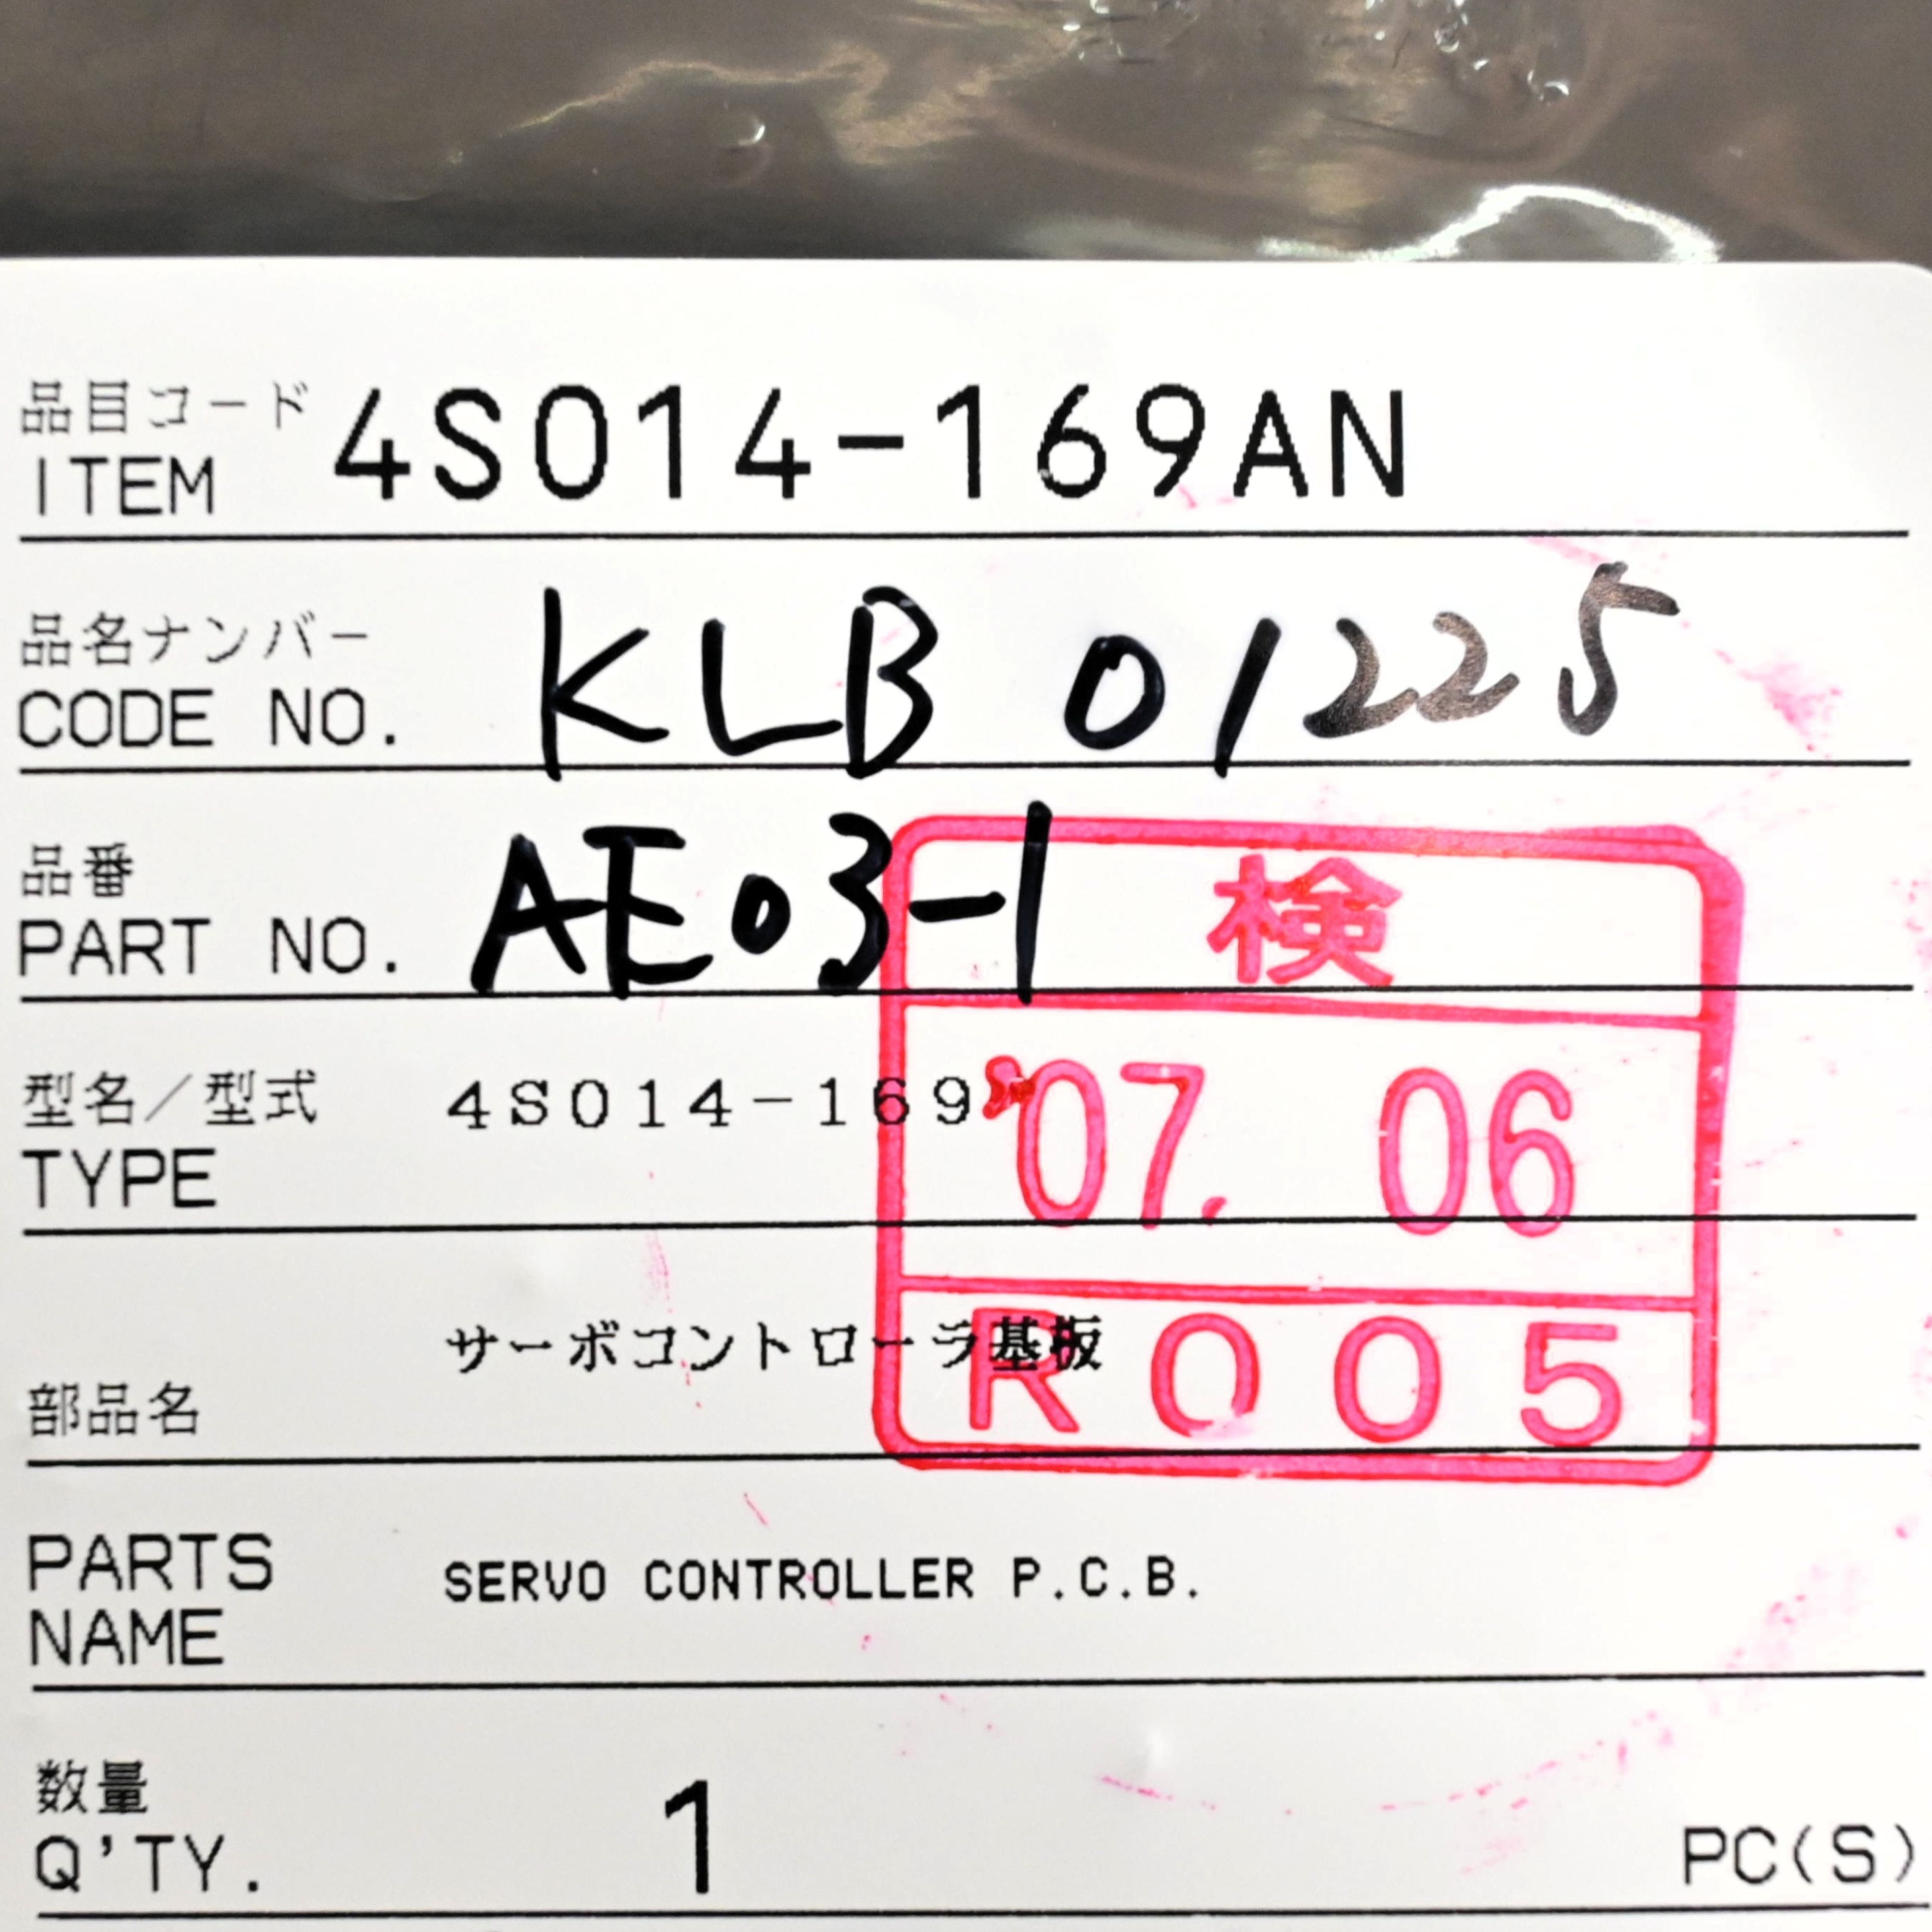 品目コード 4S014-169AN
ITEM
品名ナンバー KLB 01225
CODE NO.
品番 AE03-1
PART NO.
検
型名／型式 4S014-169
TYPE
'07. 06
サーボコントローラ基板
部品名
R005
PARTS NAME SERVO CONTROLLER P.C.B.
数量 1
Q'TY. PC(S)